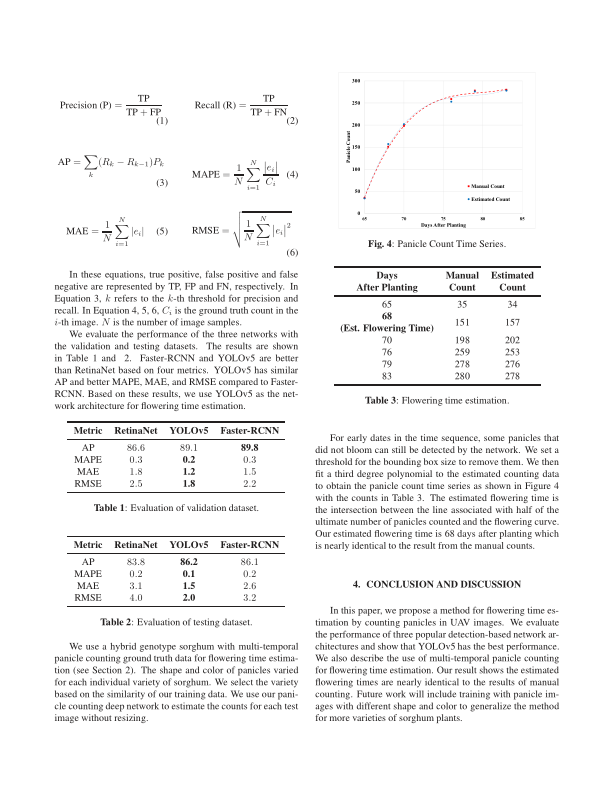 Precision (P) = TP / (TP + FP) (1)
Recall (R) = TP / (TP + FN) (2)
AP = ∑_k (R_k − R_{k−1})P_k (3)
MAPE = 1/N ∑_{i=1}^{N} |e_i| / C_i (4)
MAE = 1/N ∑_{i=1}^{N} |e_i| (5)
RMSE = √(1/N ∑_{i=1}^{N} |e_i|^2) (6)
In these equations, true positive, false positive and false
negative are represented by TP, FP and FN, respectively. In
Equation 3, k refers to the k-th threshold for precision and
recall. In Equation 4, 5, 6, C_i is the ground truth count in the
i-th image. N is the number of image samples.
We evaluate the performance of the three networks with
the validation and testing datasets. The results are shown
in Table 1 and 2. Faster-RCNN and YOLOv5 are better
than RetinaNet based on four metrics. YOLOv5 has similar
AP and better MAPE, MAE, and RMSE compared to Faster-
RCNN. Based on these results, we use YOLOv5 as the net-
work architecture for flowering time estimation.
Metric RetinaNet YOLOv5 Faster-RCNN
AP 86.6 89.1 89.8
MAPE 0.3 0.2 0.3
MAE 1.8 1.2 1.5
RMSE 2.5 1.8 2.2
Table 1: Evaluation of validation dataset.
Metric RetinaNet YOLOv5 Faster-RCNN
AP 83.8 86.2 86.1
MAPE 0.2 0.1 0.2
MAE 3.1 1.5 2.6
RMSE 4.0 2.0 3.2
Table 2: Evaluation of testing dataset.
We use a hybrid genotype sorghum with multi-temporal
panicle counting ground truth data for flowering time estima-
tion (see Section 2). The shape and color of panicles varied
for each individual variety of sorghum. We select the variety
based on the similarity of our training data. We use our pani-
cle counting deep network to estimate the counts for each test
image without resizing.
300
250
200
150
100
50
0
Panicle Count
Manual Count
Estimated Count
65 70 75 80 85
Days After Planting
Fig. 4: Panicle Count Time Series.
Days Manual Estimated
After Planting Count Count
65 35 34
68
(Est. Flowering Time) 151 157
70 198 202
76 259 253
79 278 276
83 280 278
Table 3: Flowering time estimation.
For early dates in the time sequence, some panicles that
did not bloom can still be detected by the network. We set a
threshold for the bounding box size to remove them. We then
fit a third degree polynomial to the estimated counting data
to obtain the panicle count time series as shown in Figure 4
with the counts in Table 3. The estimated flowering time is
the intersection between the line associated with half of the
ultimate number of panicles counted and the flowering curve.
Our estimated flowering time is 68 days after planting which
is nearly identical to the result from the manual counts.
4. CONCLUSION AND DISCUSSION
In this paper, we propose a method for flowering time es-
timation by counting panicles in UAV images. We evaluate
the performance of three popular detection-based network ar-
chitectures and show that YOLOv5 has the best performance.
We also describe the use of multi-temporal panicle counting
for flowering time estimation. Our result shows the estimated
flowering times are nearly identical to the results of manual
counting. Future work will include training with panicle im-
ages with different shape and color to generalize the method
for more varieties of sorghum plants.